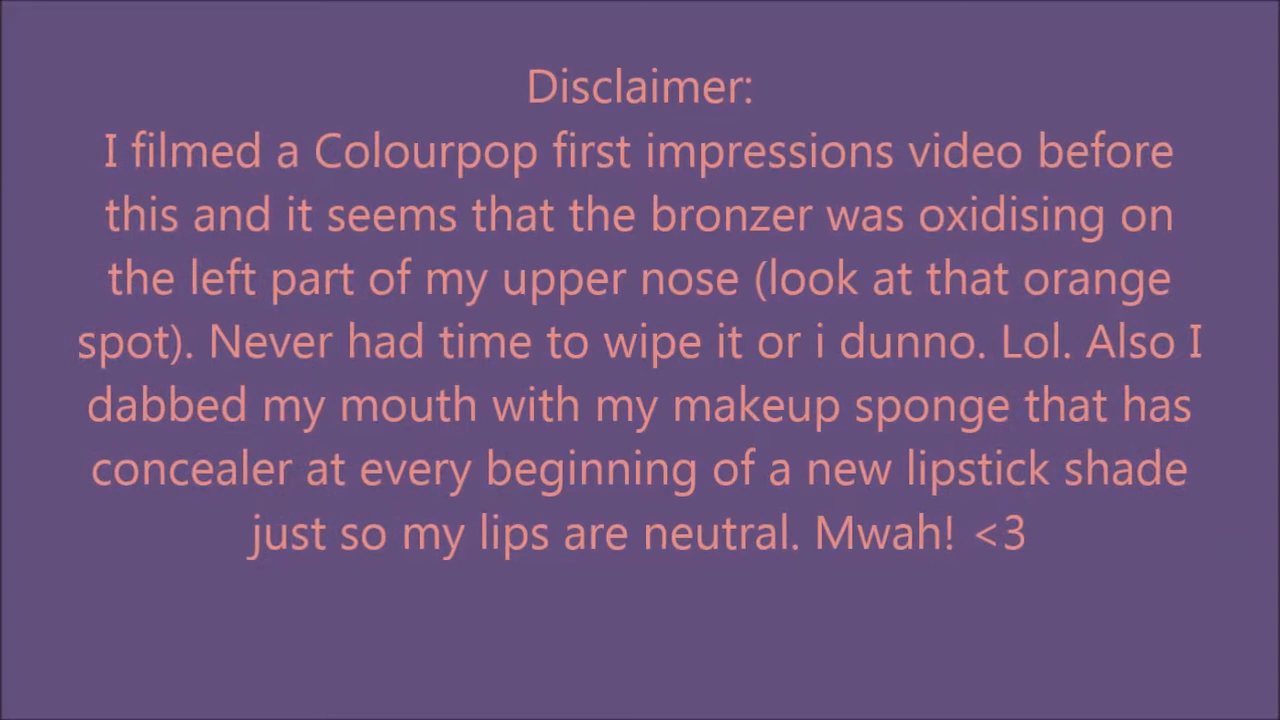 Disclaimer:
I filmed a Colourpop first impressions video before
this and it seems that the bronzer was oxidising on
the left part of my upper nose (look at that orange
spot). Never had time to wipe it or i dunno. Lol. Also I
dabbed my mouth with my makeup sponge that has
concealer at every beginning of a new lipstick shade
just so my lips are neutral. Mwah! <3